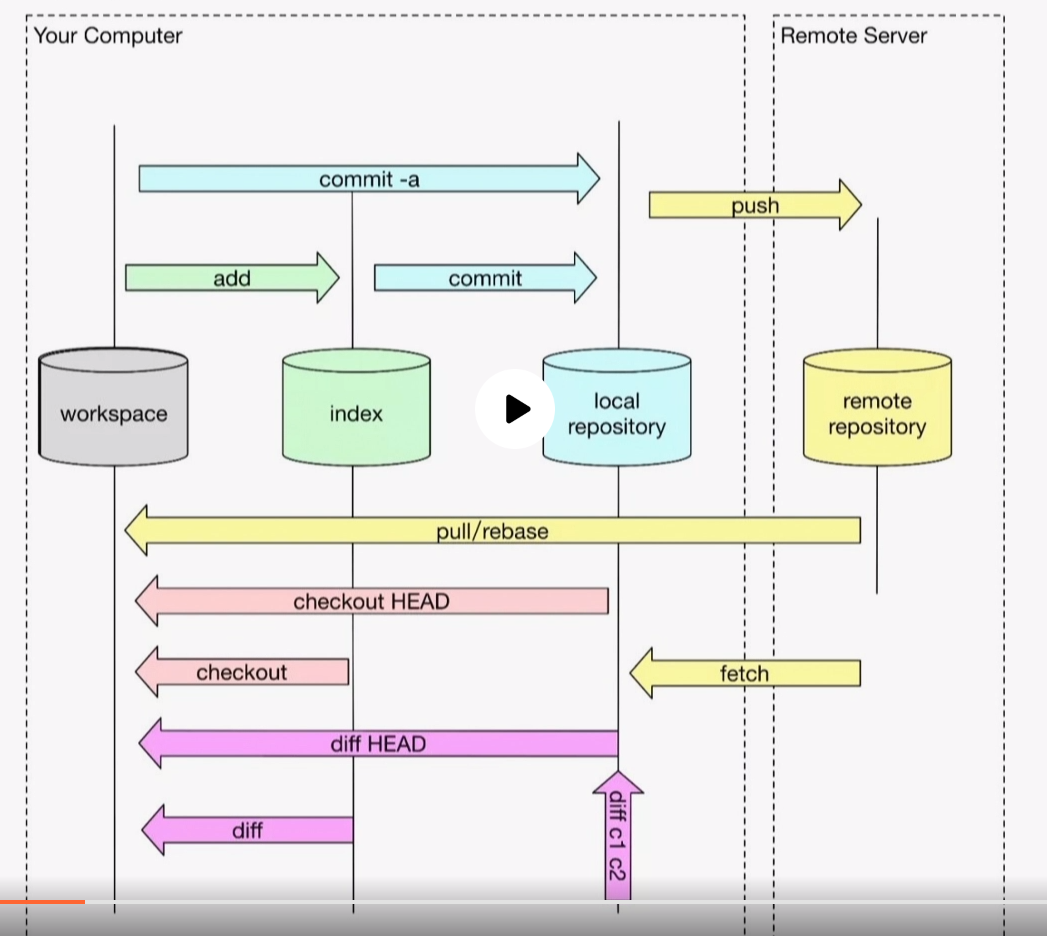 Your Computer
Remote Server
commit -a
push
add
commit
workspace
index
local
repository
remote
repository
pull/rebase
checkout HEAD
checkout
fetch
diff HEAD
diff
diff c1 c2